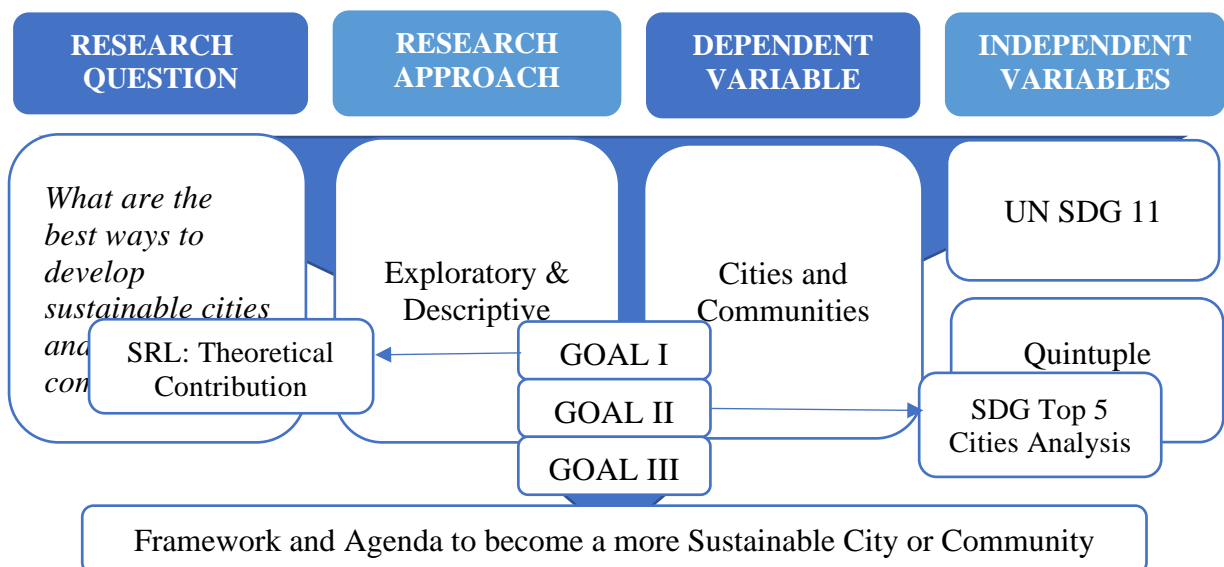 RESEARCH
QUESTION
RESEARCH
APPROACH
DEPENDENT
VARIABLE
INDEPENDENT
VARIABLES
What are the
best ways to
develop
sustainable cities
and
com
SRL: Theoretical
Contribution
Exploratory &
Descriptive
Cities and
Communities
UN SDG 11
Quintuple
SDG Top 5
Cities Analysis
GOAL I
GOAL II
GOAL III
Framework and Agenda to become a more Sustainable City or Community